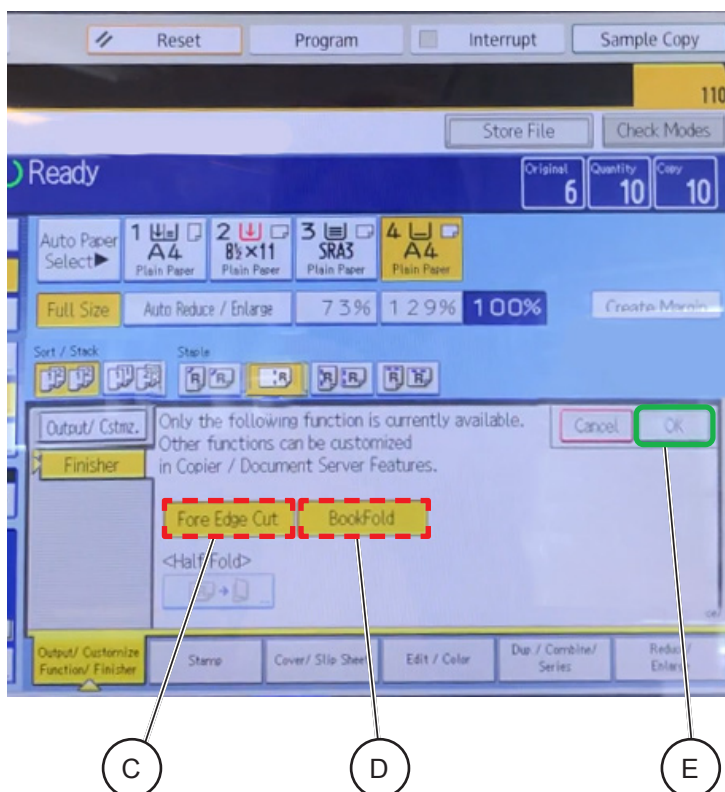 Reset Program Interrupt Sample Copy
110
Store File Check Modes
Ready
Original Quantity Copy
6 10 10
Auto Paper Select▶
1 A4 Plain Paper
2 8½×11 Plain Paper
3 SRA3 Plain Paper
4 A4 Plain Paper
Full Size Auto Reduce / Enlarge 73% 129% 100% Create Margin
Sort / Stack Staple
Output/ Cstmz.
Finisher
Only the following function is currently available.
Other functions can be customized
in Copier / Document Server Features.
Cancel OK
Fore Edge Cut BookFold
<Half Fold>
Output/ Customize Function/ Finisher
Stamp
Cover/ Slip Sheet
Edit / Color
Dup./ Combine/ Series
Reduce/ Enlarge
C D E